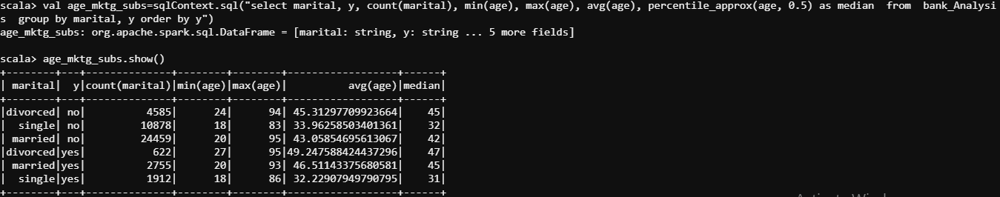 scala> val age_mktg_subs=sqlContext.sql("select marital, y, count(marital), min(age), max(age), avg(age), percentile_approx(age, 0.5) as median  from  bank_Analysi
s  group by marital, y order by y")
age_mktg_subs: org.apache.spark.sql.DataFrame = [marital: string, y: string ... 5 more fields]
scala> age_mktg_subs.show()
+--------+---+--------------+--------+--------+------------------+------+
| marital|  y|count(marital)|min(age)|max(age)|          avg(age)|median|
+--------+---+--------------+--------+--------+------------------+------+
|divorced| no|          4585|      24|      94| 45.31297709923664|    45|
|  single| no|         10878|      18|      83| 33.96258503401361|    32|
| married| no|         24459|      20|      95| 43.05854695613067|    42|
|divorced|yes|           622|      27|      95|49.247588424437296|    47|
| married|yes|          2755|      20|      93| 46.51143375680581|    45|
|  single|yes|          1912|      18|      86| 32.22907949790795|    31|
+--------+---+--------------+--------+--------+------------------+------+